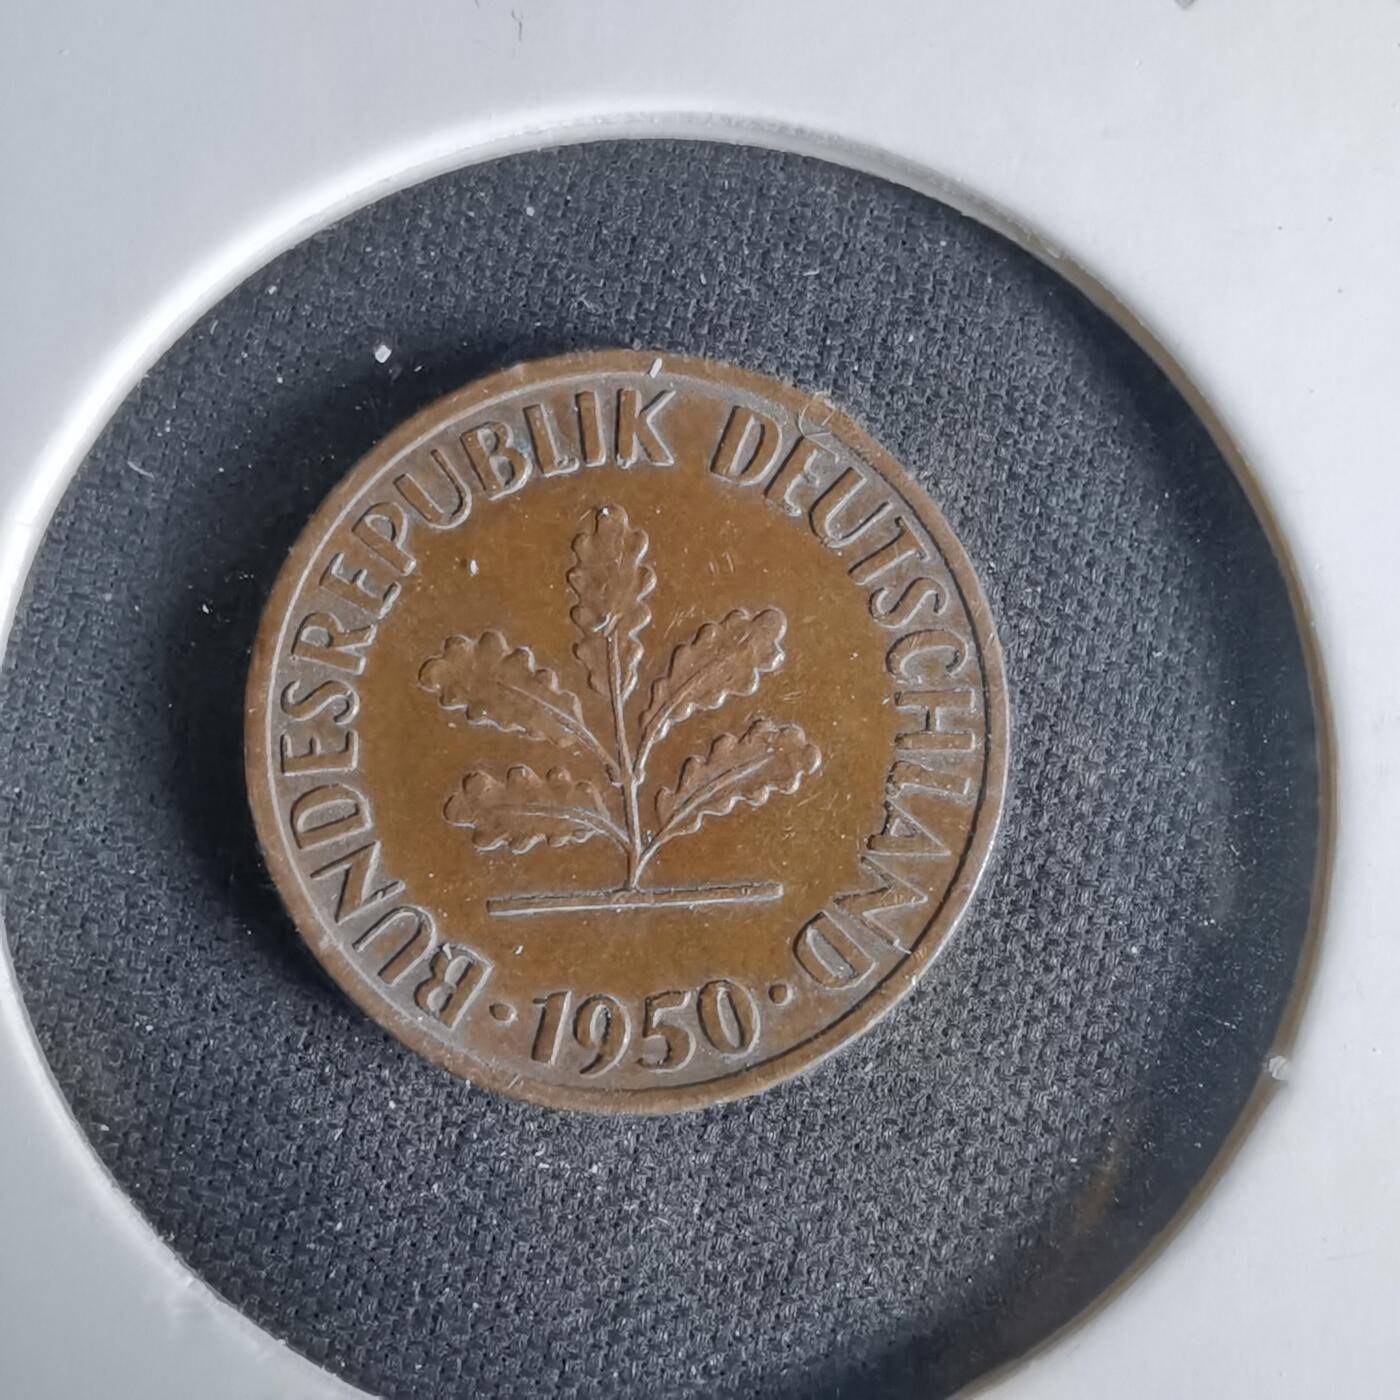 BUNDESREPUBLIK DEUTSCHLAND
· 1950 ·